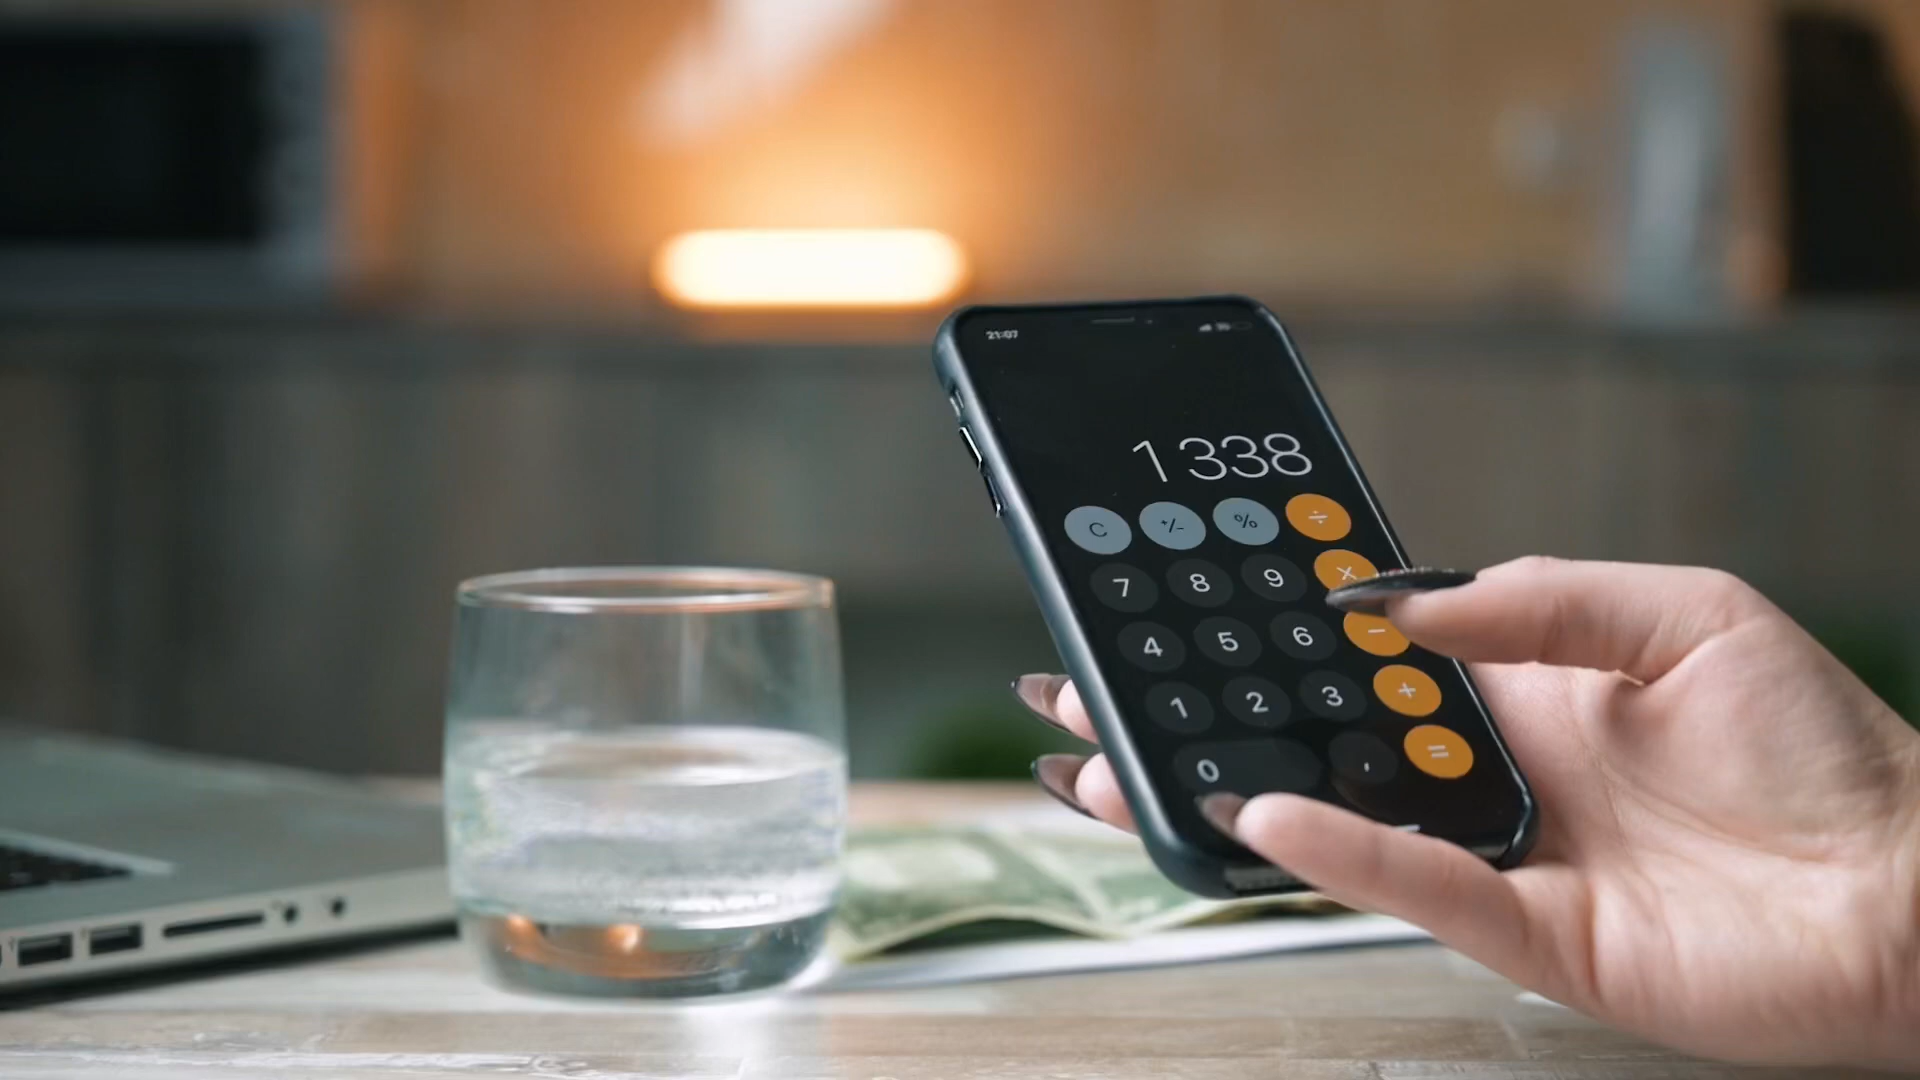 21:07
1 338
C +/- % ÷
7 8 9 ×
4 5 6 −
1 2 3 +
0 , =